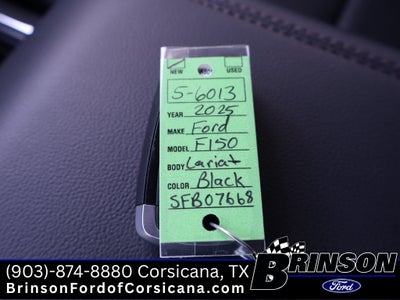 NEW USED
5-6013
YEAR 2025
MAKE Ford
MODEL F150
BODY Lariat
COLOR Black
SFB07668
BRINSON
Ford
(903)-874-8880 Corsicana, TX
BrinsonFordofCorsicana.com